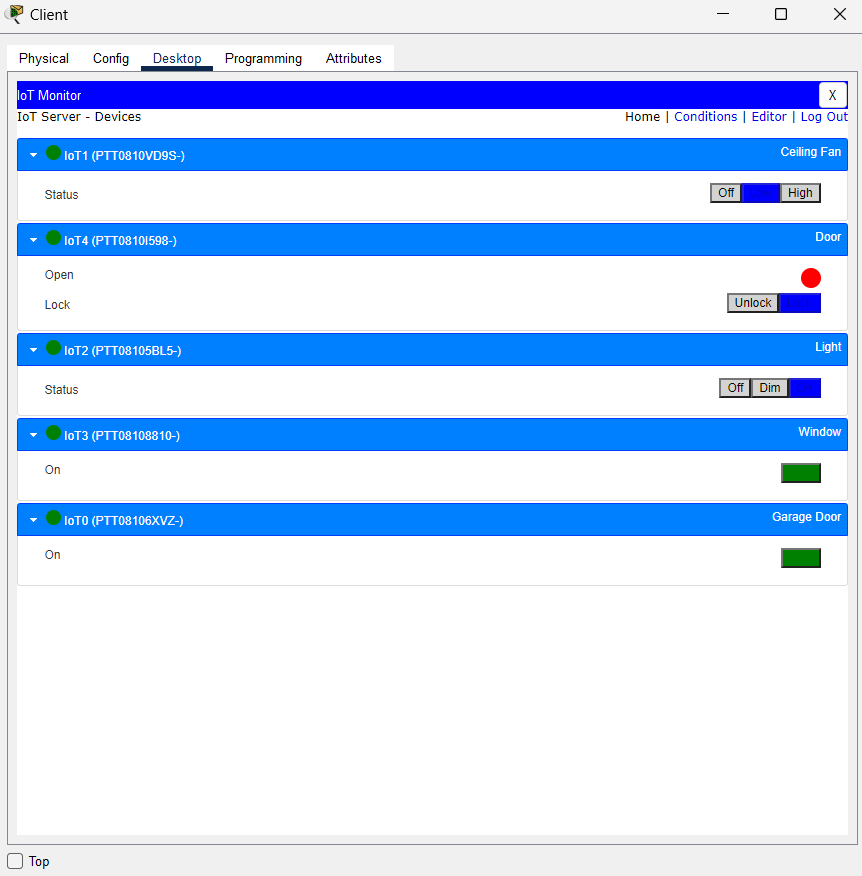 Client
Physical Config Desktop Programming Attributes
IoT Monitor X
IoT Server - Devices Home | Conditions | Editor | Log Out
IoT1 (PTT0810VD9S-) Ceiling Fan
Status Off High
IoT4 (PTT0810I598-) Door
Open
Lock Unlock
IoT2 (PTT08105BL5-) Light
Status Off Dim
IoT3 (PTT08108810-) Window
On
IoT0 (PTT08106XVZ-) Garage Door
On
Top